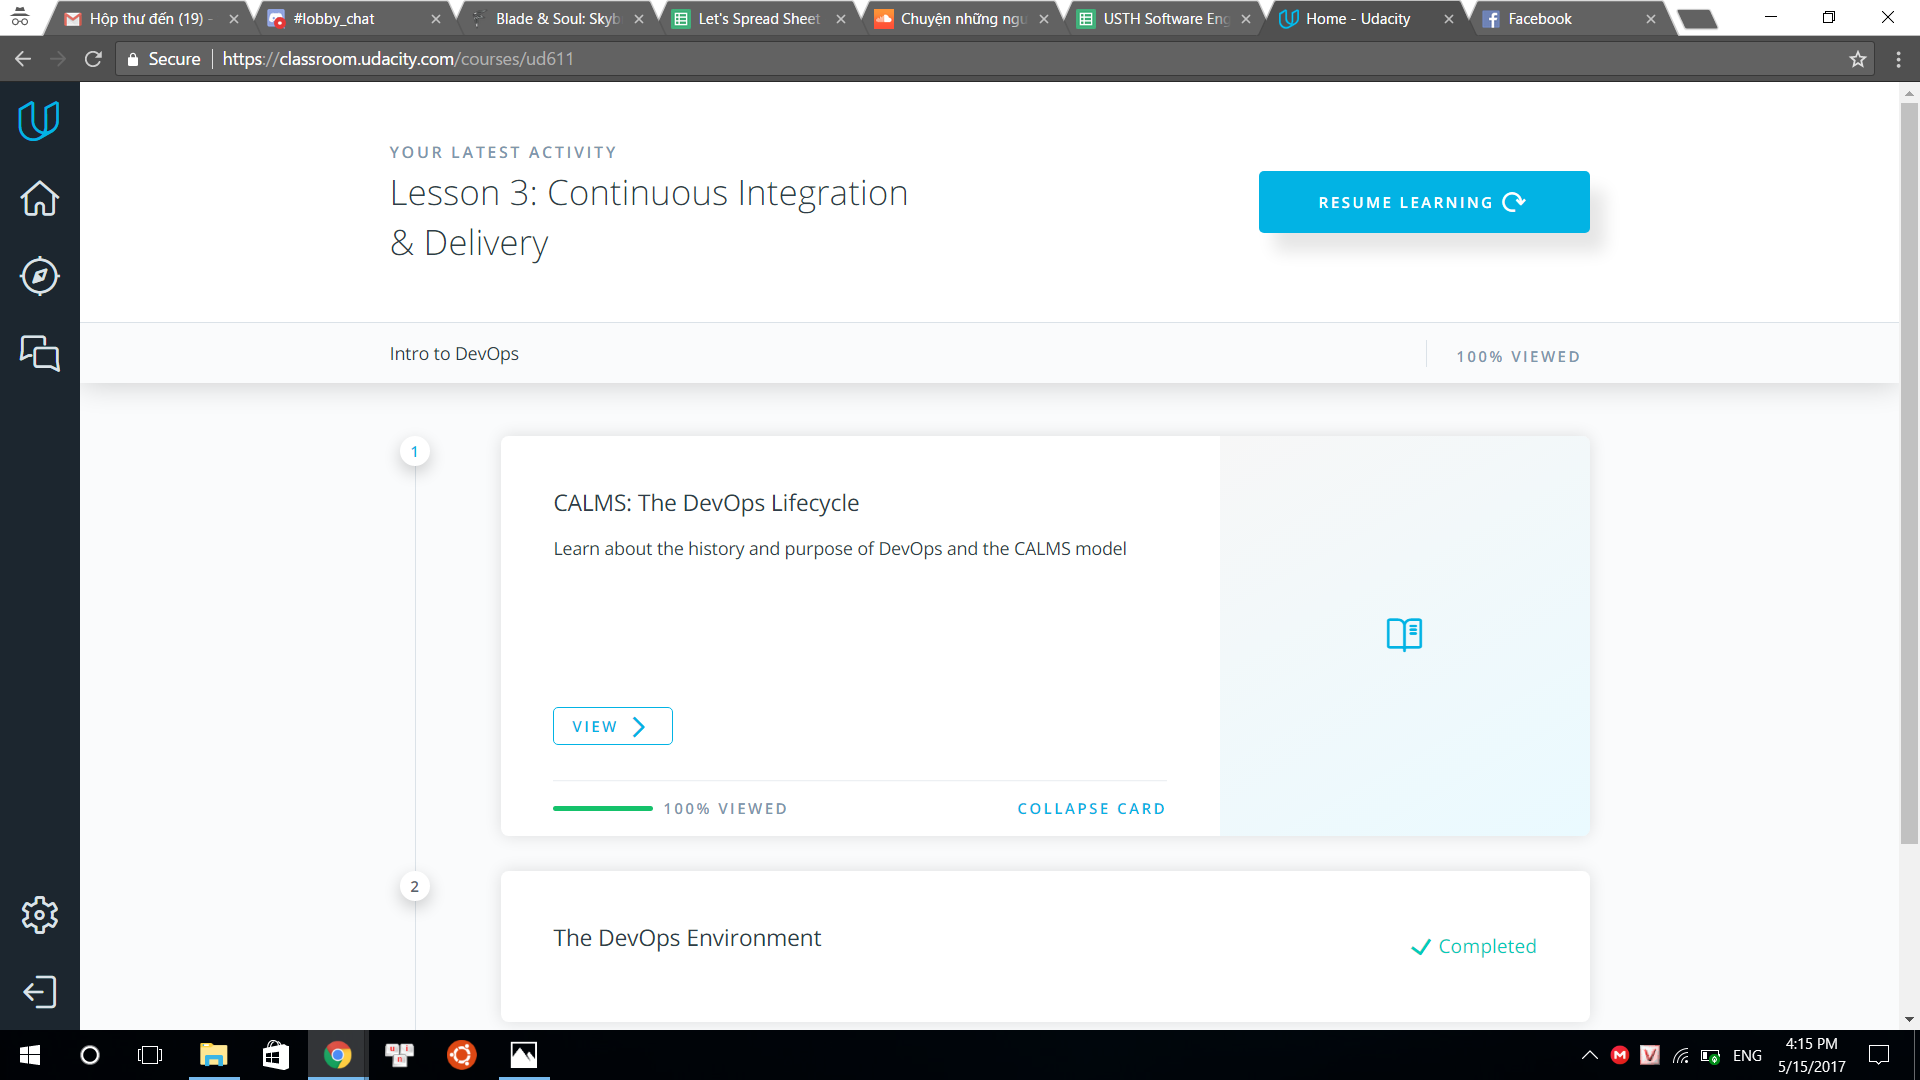 Hộp thư đến (19) -
#lobby_chat
Blade & Soul: Skyb
Let's Spread Sheet
Chuyện những ngu
USTH Software Eng
Home - Udacity
Facebook
Secure
https://classroom.udacity.com/courses/ud611
YOUR LATEST ACTIVITY
Lesson 3: Continuous Integration
& Delivery
RESUME LEARNING
Intro to DevOps
100% VIEWED
1
CALMS: The DevOps Lifecycle
Learn about the history and purpose of DevOps and the CALMS model
VIEW
100% VIEWED
COLLAPSE CARD
2
The DevOps Environment
Completed
ENG
4:15 PM
5/15/2017